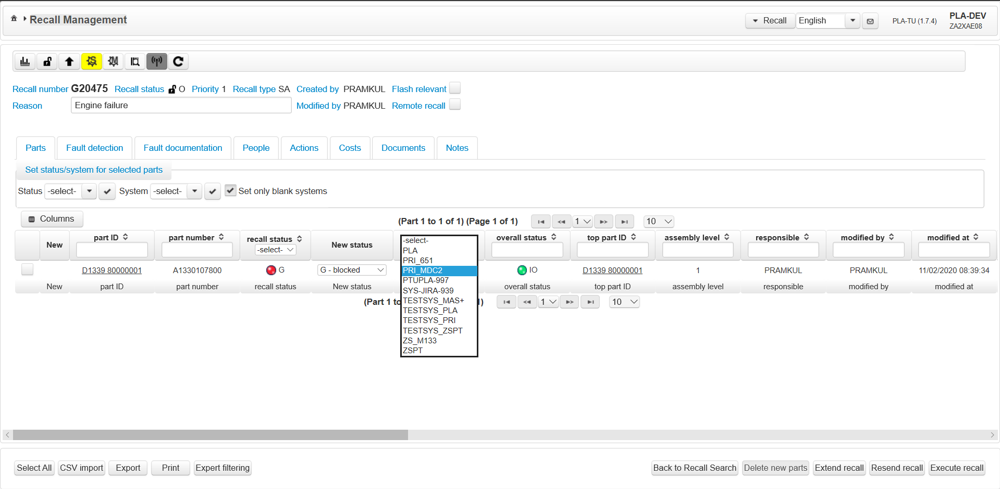 Recall Management
Recall
English
PLA-TU (1.7.4)
PLA-DEV
ZA2XAE08
Recall number G20475 Recall status O Priority 1 Recall type SA Created by PRAMKUL Flash relevant
Reason Engine failure Modified by PRAMKUL Remote recall
Parts Fault detection Fault documentation People Actions Costs Documents Notes
Set status/system for selected parts
Status -select- System -select- Set only blank systems
Columns
(Part 1 to 1 of 1) (Page 1 of 1) 1 10
New part ID part number recall status New status overall status top part ID assembly level responsible modified by modified at
-select-
D1339 80000001 A1330107800 G G - blocked IO D1339 80000001 1 PRAMKUL PRAMKUL 11/02/2020 08:39:34
New part ID part number recall status New status overall status top part ID assembly level responsible modified by modified at
(Part 1 to 1) 1 10
-select-
PLA
PRI_651
PRI_MDC2
PTUPLA-997
SYS-JIRA-939
TESTSYS_MAS+
TESTSYS_PLA
TESTSYS_PRI
TESTSYS_ZSPT
ZS_M133
ZSPT
Select All CSV import Export Print Expert filtering Back to Recall Search Delete new parts Extend recall Resend recall Execute recall